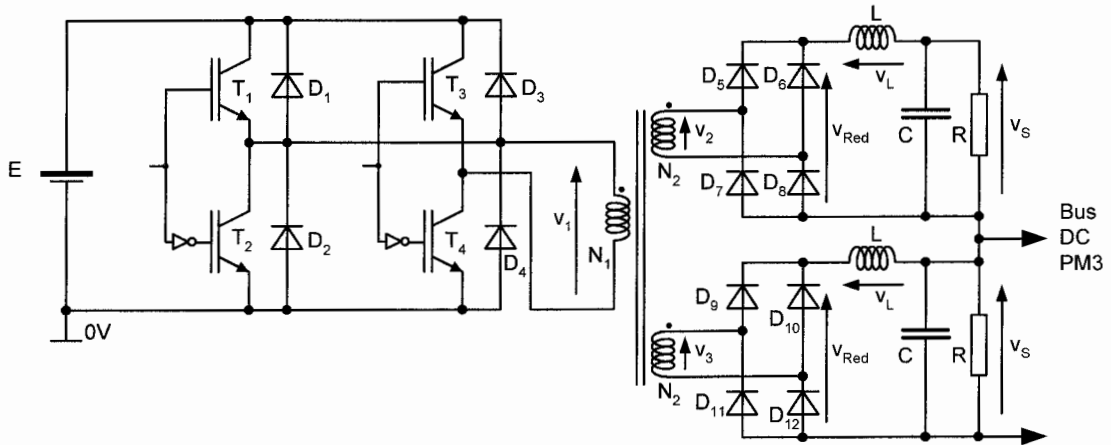 E
0V
T1
D1
T2
D2
T3
D3
T4
D4
v1
N1
v2
N2
D5
D6
D7
D8
vRed
L
vL
C
R
vS
v3
N2
D9
D10
D11
D12
vRed
L
vL
C
R
vS
Bus
DC
PM3